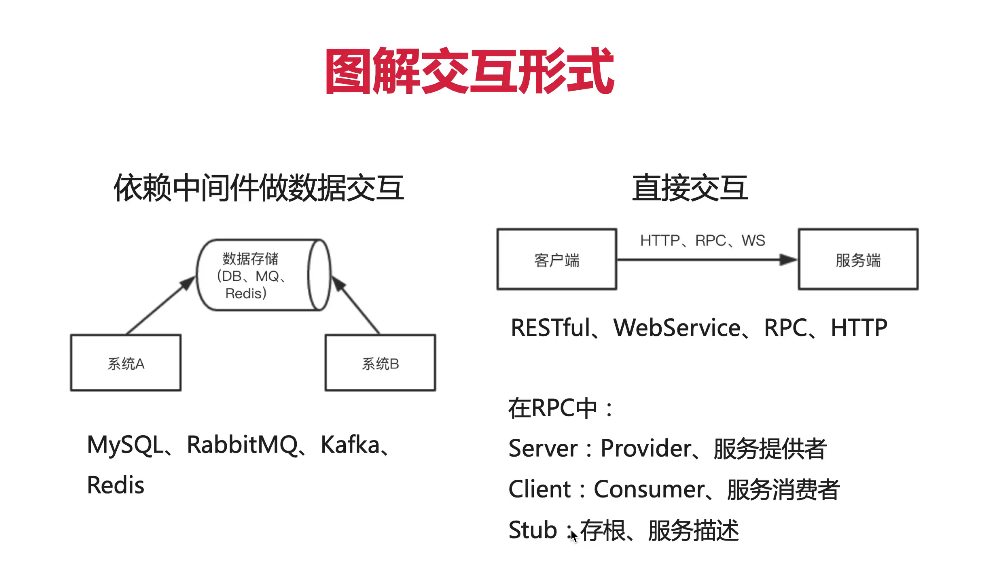 图解交互形式
依赖中间件做数据交互
数据存储
（DB、MQ、
Redis）
系统A
系统B
MySQL、RabbitMQ、Kafka、
Redis
直接交互
客户端
HTTP、RPC、WS
服务端
RESTful、WebService、RPC、HTTP
在RPC中：
Server：Provider、服务提供者
Client：Consumer、服务消费者
Stub：存根、服务描述